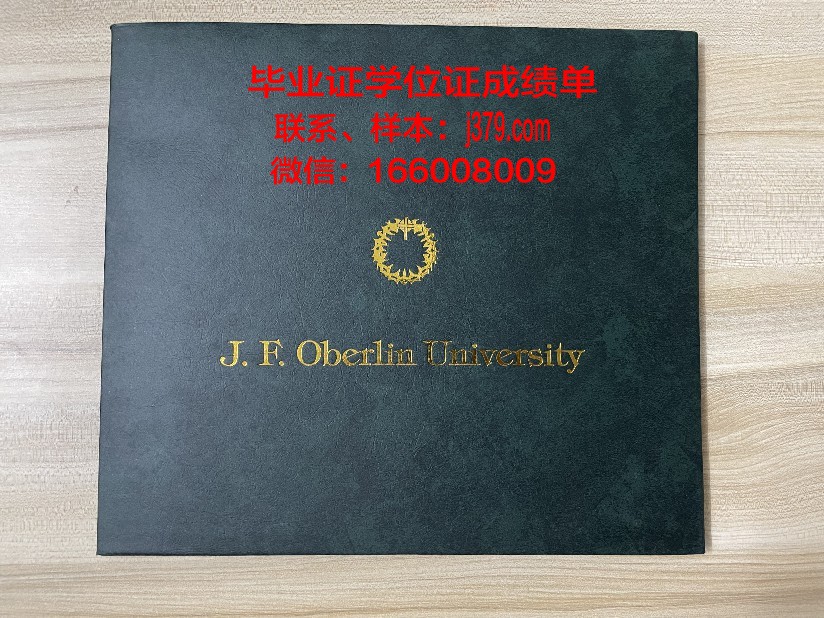 毕业证学位证成绩单
联系、样本：j379.com
微信：166008009
J. F. Oberlin University